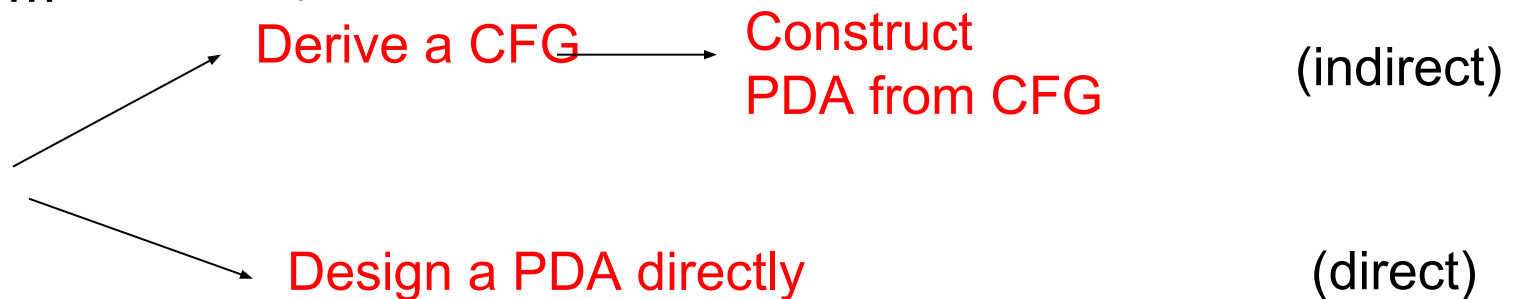 Derive a CFG
Construct
PDA from CFG
(indirect)
Design a PDA directly
(direct)